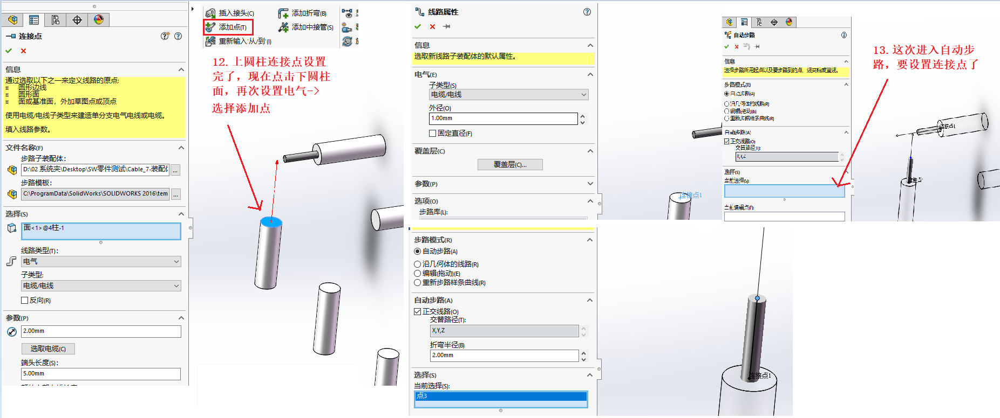 连接点
信息
通过选取以下之一来定义线路的原点:
圆形边线
圆形面
面或基准面，外加草图点或顶点
使用电缆/电线子类型来建造单分支电气电线或电缆。
填入线路参数。
文件名称(F)
步路子装配体:
D:\02 系统夹\Desktop\SW零件测试\Cable_7-装配
...
步路模板:
C:\ProgramData\SolidWorks\SOLIDWORKS 2016\tem
...
选择(S)
面<1>@4柱-1
线路类型(T):
电气
子类型:
电缆/电线
反向(R)
参数(P)
2.00mm
选取电缆(C)
端头长度(S):
5.00mm
插入接头(C)
添加折弯(B)
添加点(T)
添加中接管(S)
重新输入'从/到'(I)
12.上圆柱连接点设置
完了，现在点击下圆柱
面，再次设置电气->
选择添加点
线路属性
信息
选取新线路子装配体的默认属性。
电气(E)
子类型(S)
电缆/电线
外径(O)
1.00mm
固定直径(F)
覆盖层(C)
覆盖层(C)...
参数(P)
选项(O)
步路库(L):
连接点1
自动步路
信息
选择步路所用起点以及要步路到的点、线夹轴或直线。
步路模式(R)
自动步路(A)
沿几何体的线路(R)
编辑(拖动)(E)
重新步路样条曲线(R)
自动步路(A)
正交线路(O)
交替路径(T):
X,Y,Z
选择(S)
当前选择(S):
当前编辑点(P):
13.这次进入自动步
路，要设置连接点了
连接点1
连接点1
步路模式(R)
自动步路(A)
沿几何体的线路(R)
编辑(拖动)(E)
重新步路样条曲线(R)
自动步路(A)
正交线路(O)
交替路径(T):
X,Y,Z
折弯半径(B)
2.00mm
选择(S)
当前选择(S):
点3
连接点1